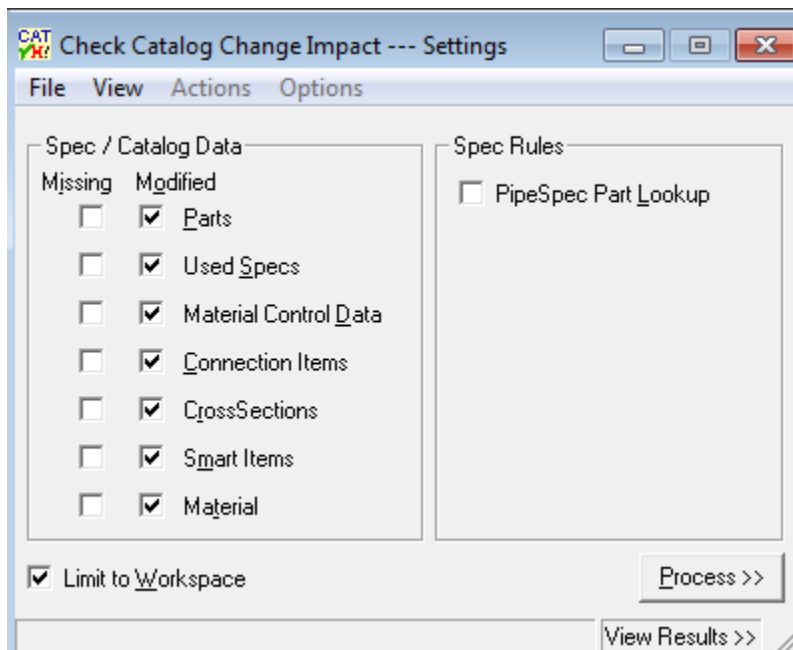 CAT
Check Catalog Change Impact --- Settings
File View Actions Options
Spec / Catalog Data
Missing Modified
Parts
Used Specs
Material Control Data
Connection Items
CrossSections
Smart Items
Material
Spec Rules
PipeSpec Part Lookup
Limit to Workspace
Process >>
View Results >>